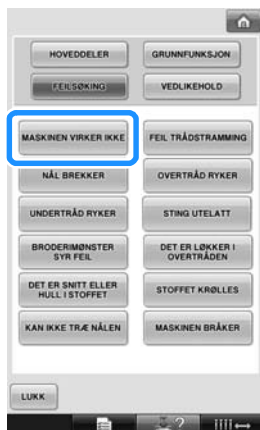 HOVEDDELER
GRUNNFUNKSJON
FEILSØKING
VEDLIKEHOLD
MASKINEN VIRKER IKKE
FEIL TRÅDSTRAMMING
NÅL BREKKER
OVERTRÅD RYKER
UNDERTRÅD RYKER
STING UTELATT
BRODERIMØNSTER
SYR FEIL
DET ER LØKKER I
OVERTRÅDEN
DET ER SNITT ELLER
HULL I STOFFET
STOFFET KRØLLES
KAN IKKE TRÆ NÅLEN
MASKINEN BRÅKER
LUKK
?